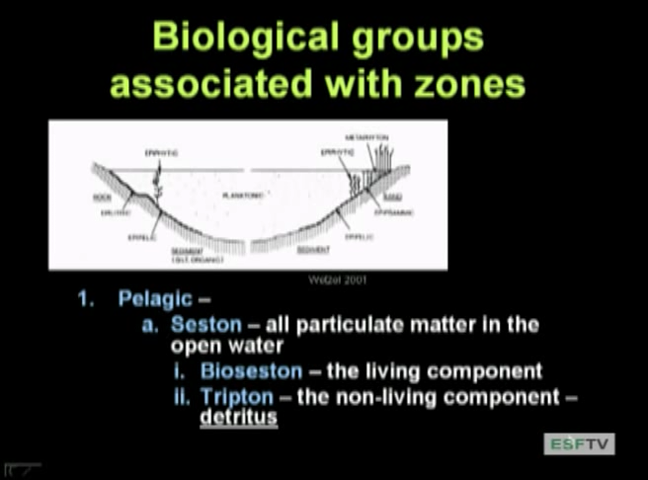 Biological groups
associated with zones
METAPHYTON
EPIPHYTIC
EPIPHYTIC
PLANKTONIC
ROCK
SAND
EPILITHIC
EPIPSAMMIC
EPIPELIC
EPIPELIC
SEDIMENT
SEDIMENT
(SILT, ORGANIC)
Wetzel 2001
1. Pelagic –
a. Seston – all particulate matter in the
open water
i. Bioseston – the living component
ii. Tripton – the non-living component –
detritus
ESFTV